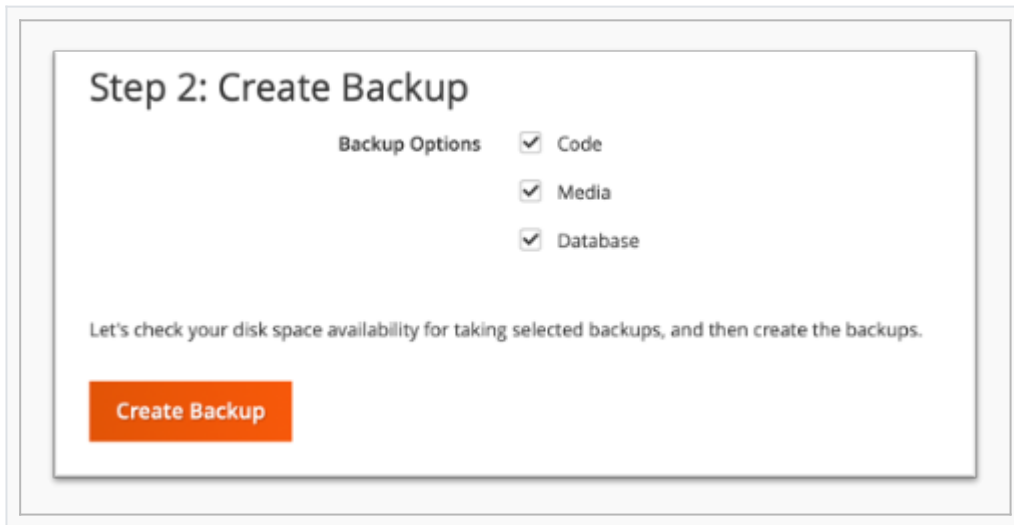 Step 2: Create Backup
Backup Options Code
Media
Database
Let's check your disk space availability for taking selected backups, and then create the backups.
Create Backup